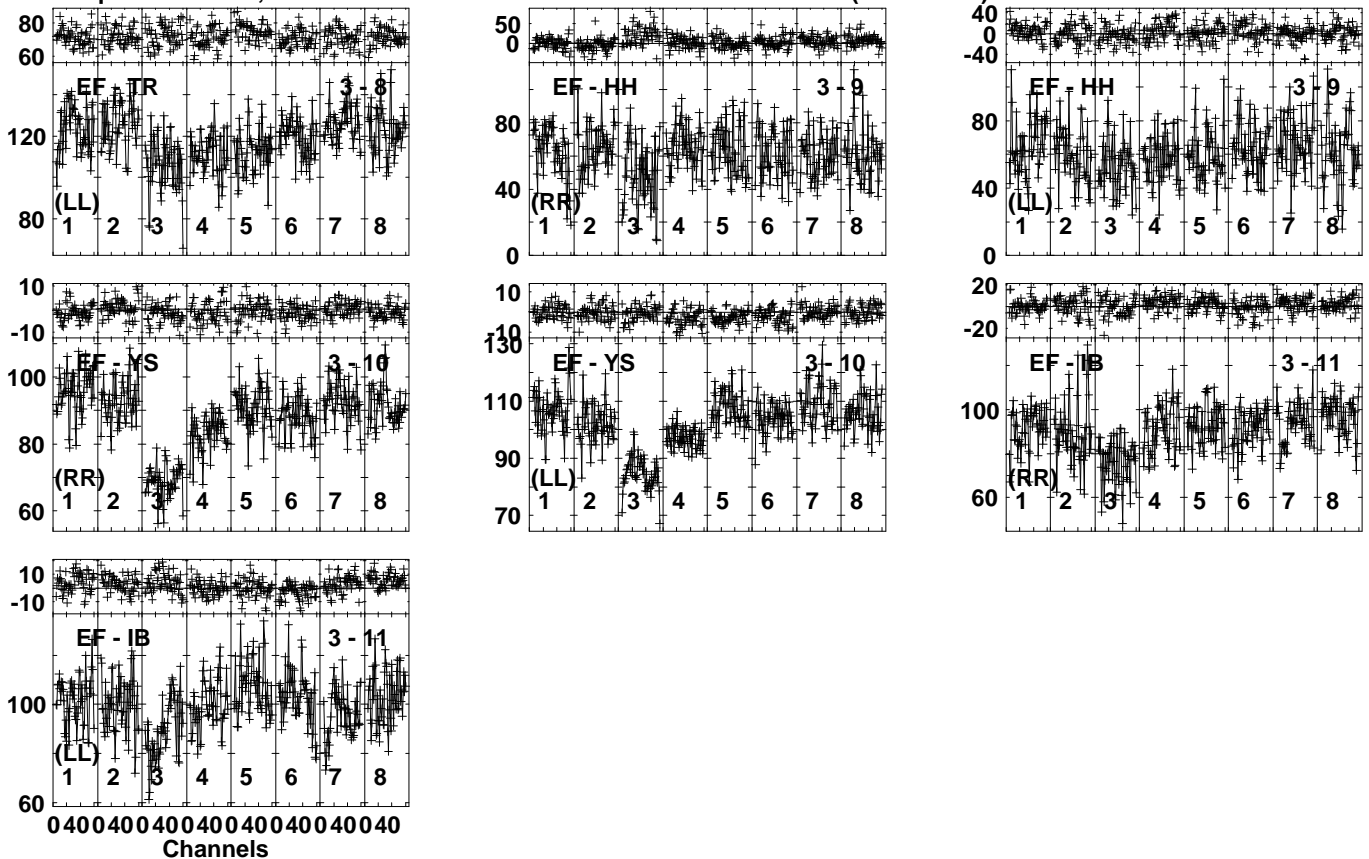 80
60
EF - TR 3 - 8
120
80
(LL)
1 2 3 4 5 6 7 8
50
0
EF - HH 3 - 9
80
40
0
(RR)
1 2 3 4 5 6 7 8
40
0
-40
EF - HH 3 - 9
80
40
0
(LL)
1 2 3 4 5 6 7 8
10
-10
EF - YS 3 - 10
100
80
60
(RR)
1 2 3 4 5 6 7 8
10
-10
130
EF - YS 3 - 10
110
90
70
(LL)
1 2 3 4 5 6 7 8
20
-20
EF - IB 3 - 11
100
60
(RR)
1 2 3 4 5 6 7 8
10
-10
EF - IB 3 - 11
100
60
(LL)
1 2 3 4 5 6 7 8
0 40 0 40 0 40 0 40 0 40 0 40 0 40 0 40
Channels